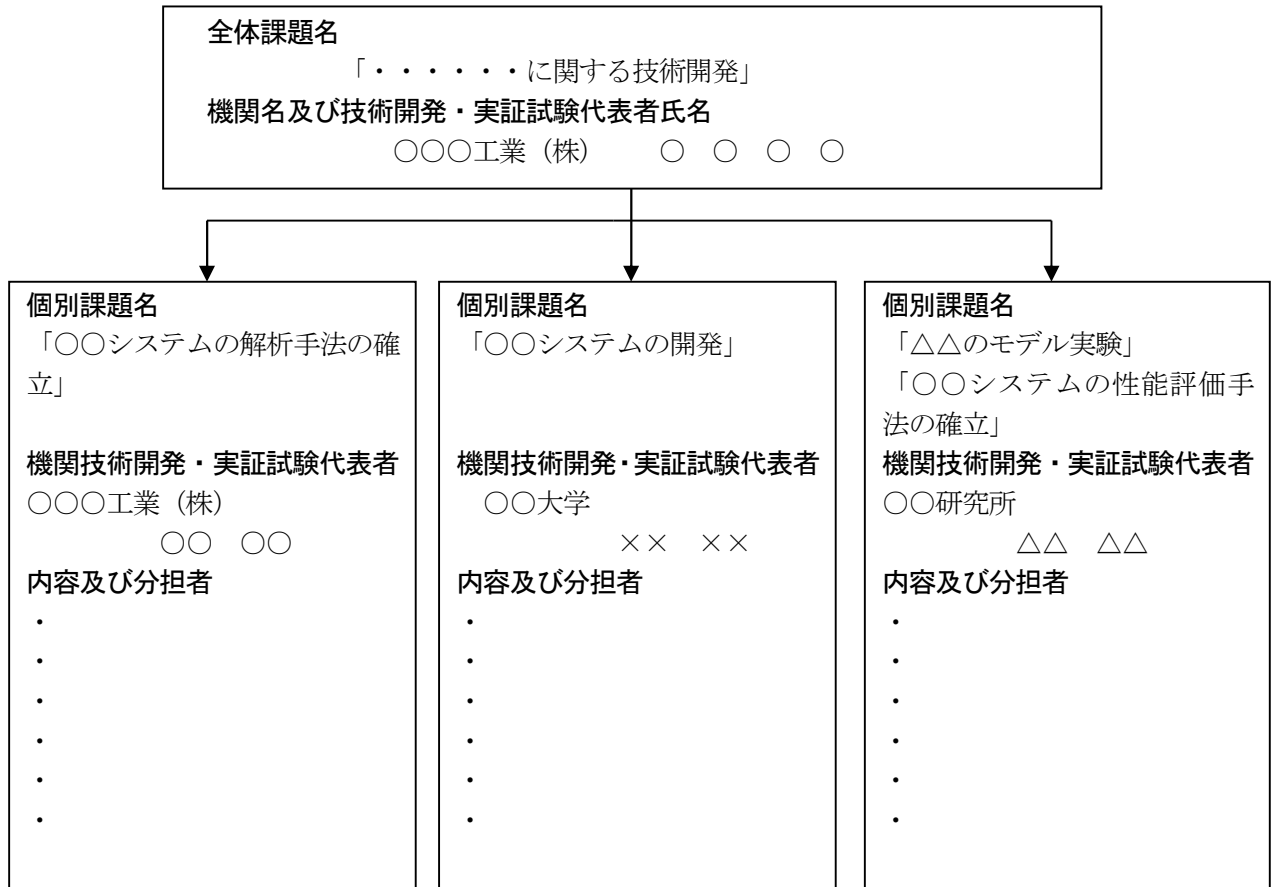 全体課題名
「・・・・・・に関する技術開発」
機関名及び技術開発・実証試験代表者氏名
○○○工業（株）　　○　○　○　○
個別課題名
「○○システムの解析手法の確
立」
機関技術開発・実証試験代表者
○○○工業（株）
○○　○○
内容及び分担者
・
・
・
・
・
・
個別課題名
「○○システムの開発」
機関技術開発・実証試験代表者
○○大学
××　××
内容及び分担者
・
・
・
・
・
・
個別課題名
「△△のモデル実験」
「○○システムの性能評価手
法の確立」
機関技術開発・実証試験代表者
○○研究所
△△　△△
内容及び分担者
・
・
・
・
・
・